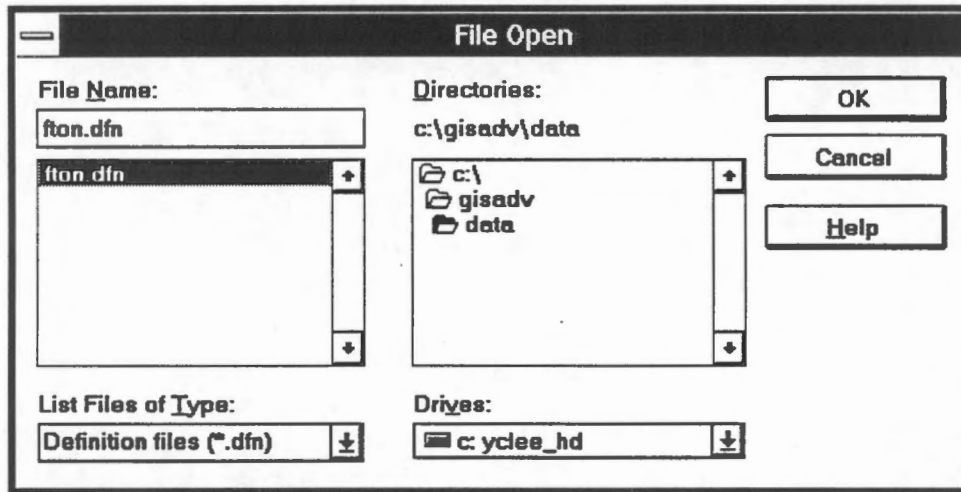 File Open
File Name:
fton.dfn
fton.dfn
List Files of Type:
Definition files (*.dfn)
Directories:
c:\gisadv\data
c:\
gisadv
data
Drives:
c: yclee_hd
OK
Cancel
Help